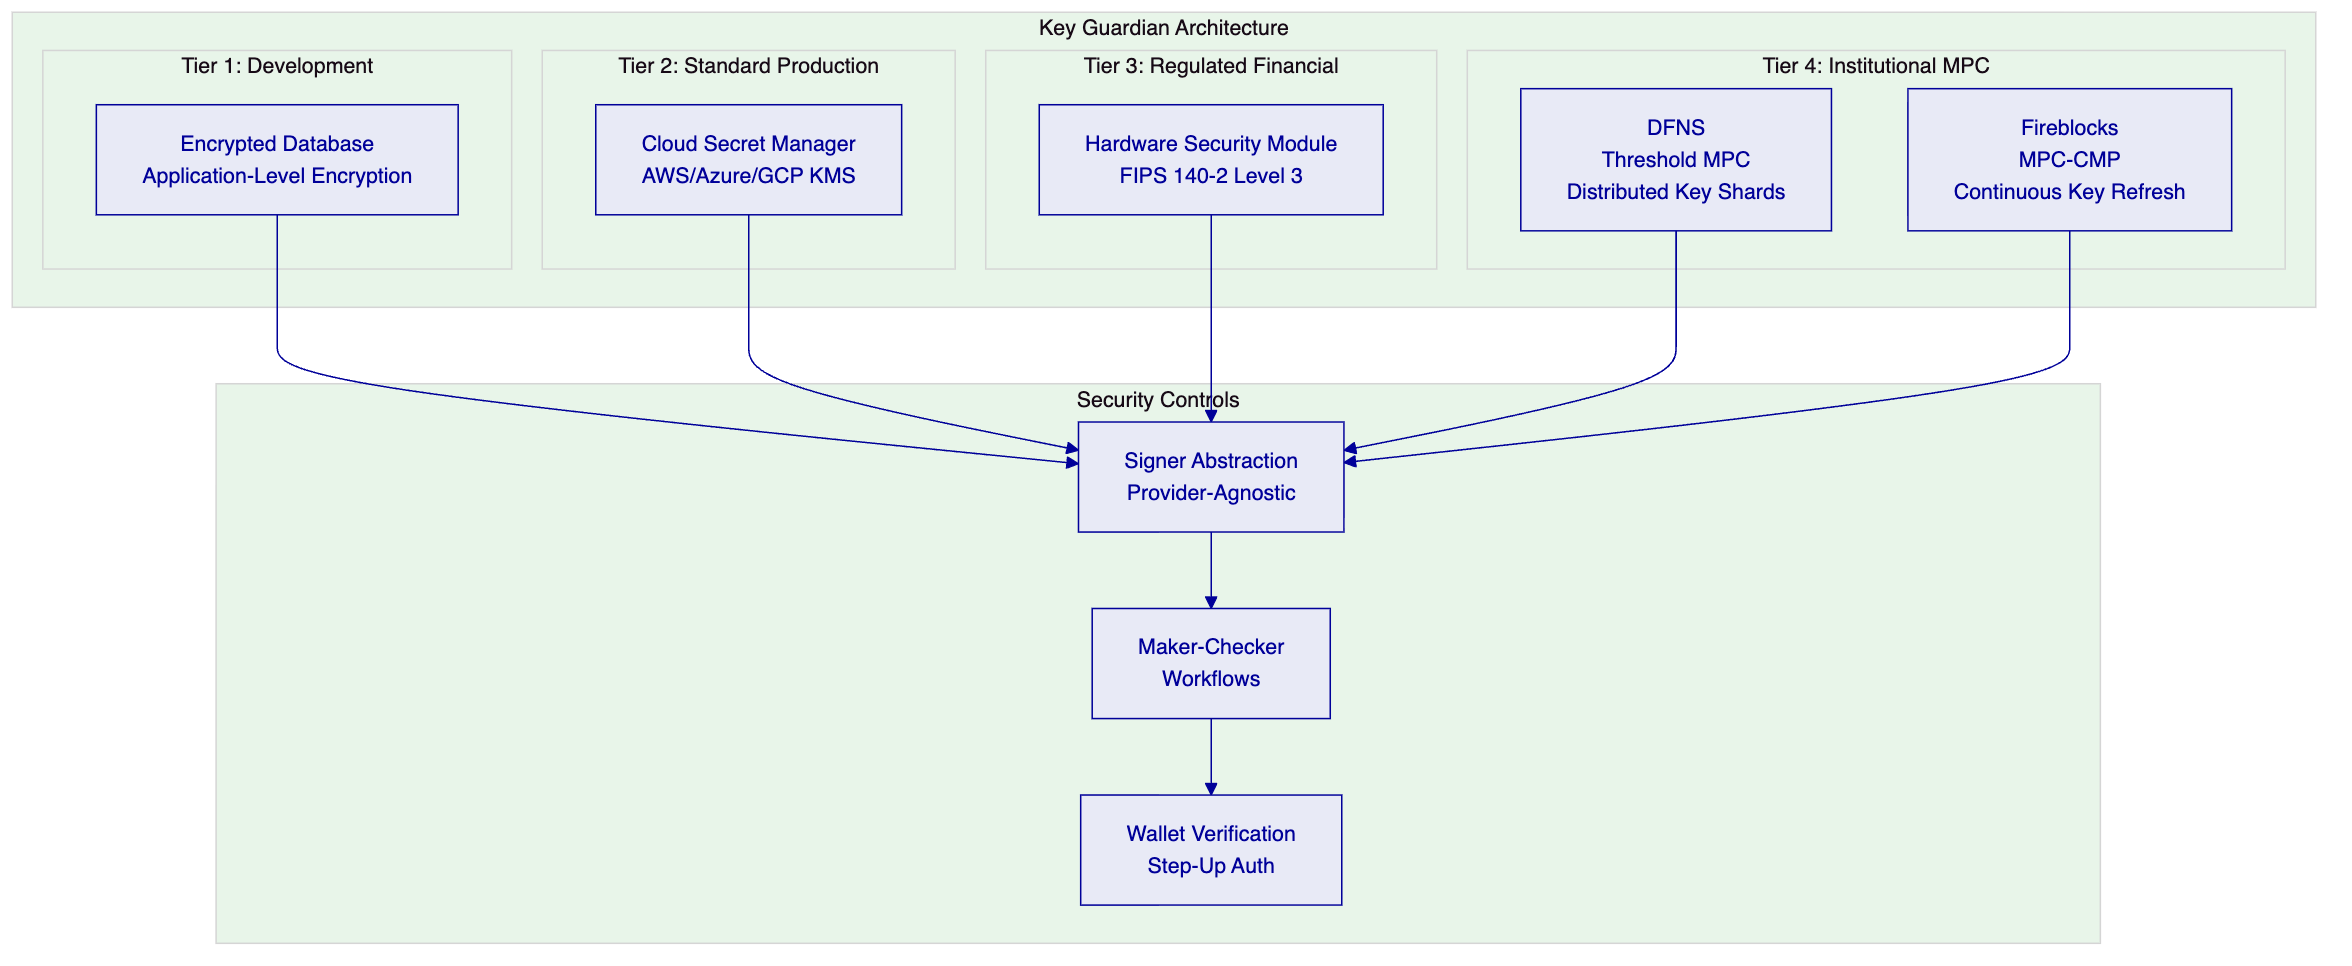 Key Guardian Architecture
Tier 1: Development
Encrypted Database
Application-Level Encryption
Tier 2: Standard Production
Cloud Secret Manager
AWS/Azure/GCP KMS
Tier 3: Regulated Financial
Hardware Security Module
FIPS 140-2 Level 3
Tier 4: Institutional MPC
DFNS
Threshold MPC
Distributed Key Shards
Fireblocks
MPC-CMP
Continuous Key Refresh
Security Controls
Signer Abstraction
Provider-Agnostic
Maker-Checker
Workflows
Wallet Verification
Step-Up Auth